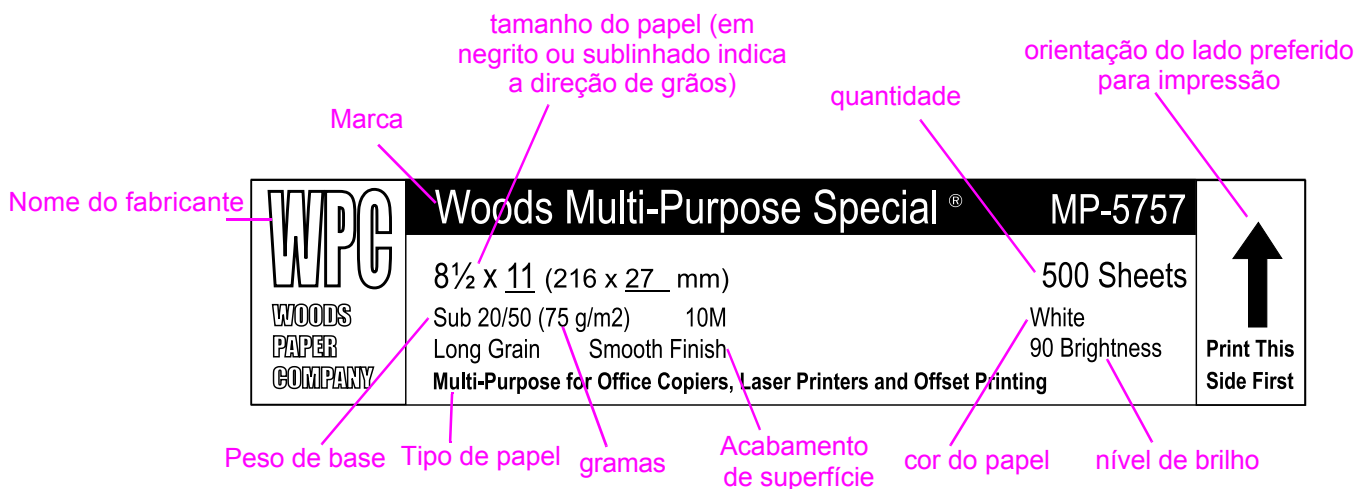 tamanho do papel (em
negrito ou sublinhado indica
a direção de grãos)
orientação do lado preferido
para impressão
quantidade
Marca
Nome do fabricante
WPC
WOODS
PAPER
COMPANY
Woods Multi-Purpose Special ® MP-5757
8½ x 11 (216 x 27 mm)
500 Sheets
Sub 20/50 (75 g/m2) 10M
White
Long Grain Smooth Finish
90 Brightness
Multi-Purpose for Office Copiers, Laser Printers and Offset Printing
Print This
Side First
Peso de base
Tipo de papel
gramas
Acabamento
de superfície
cor do papel
nível de brilho